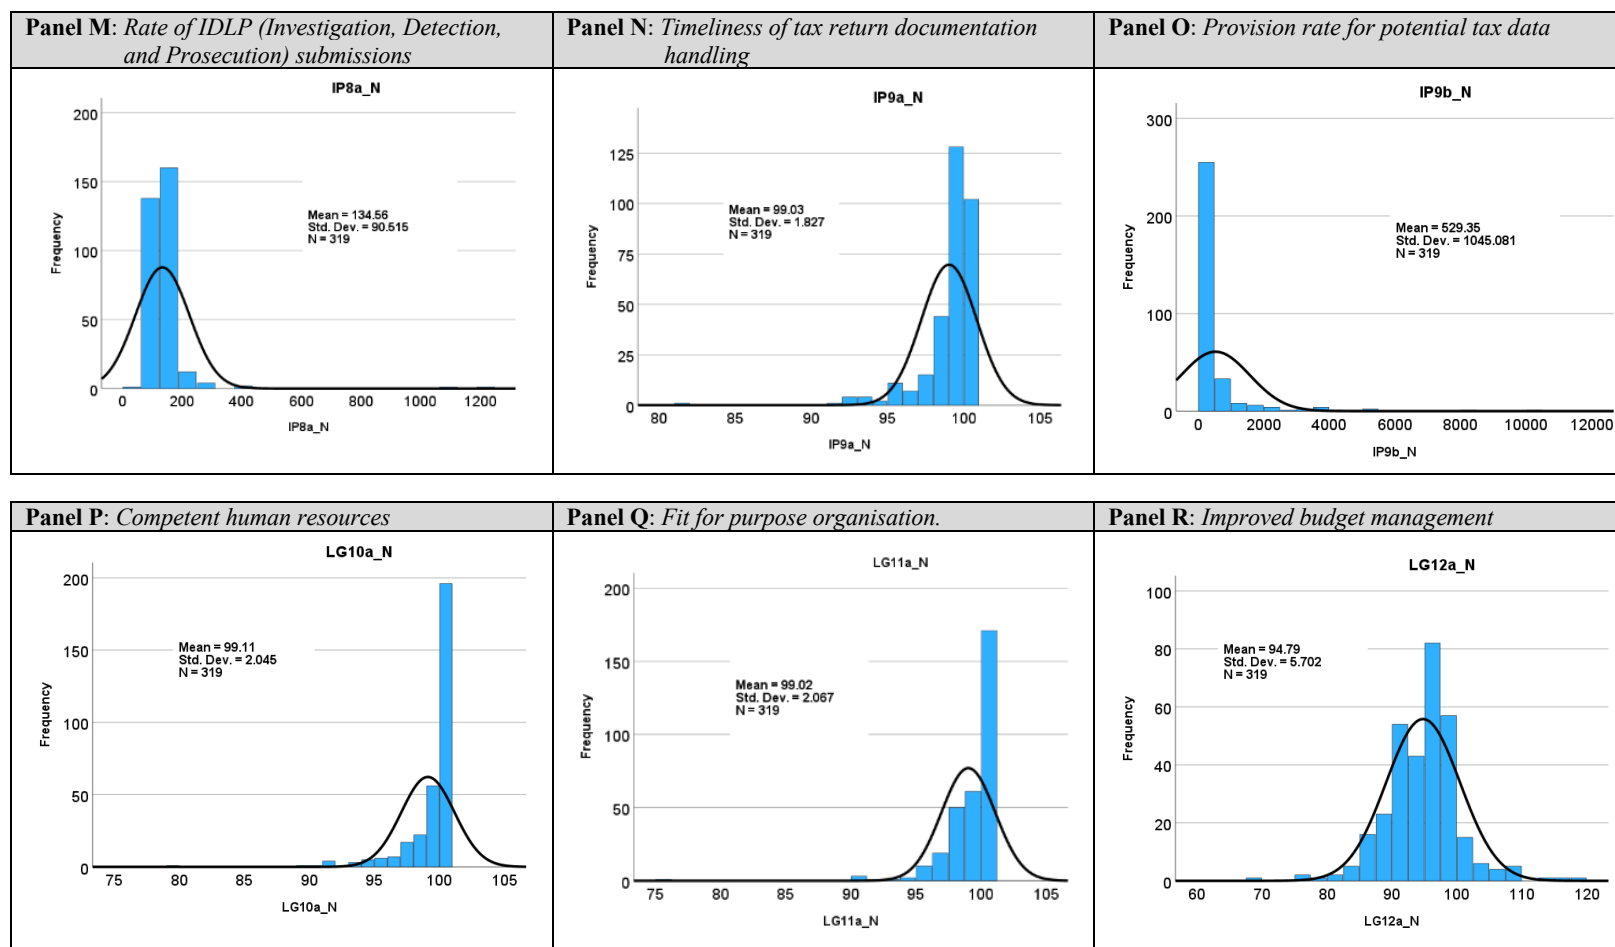 Panel M: Rate of IDLP (Investigation, Detection,
and Prosecution) submissions
IP8a_N
200
150
100
50
0
Frequency
Mean = 134.56
Std. Dev. = 90.515
N = 319
0 200 400 600 800 1000 1200
IP8a_N
Panel N: Timeliness of tax return documentation
handling
IP9a_N
125
100
75
50
25
0
Frequency
Mean = 99.03
Std. Dev. = 1.827
N = 319
80 85 90 95 100 105
IP9a_N
Panel O: Provision rate for potential tax data
IP9b_N
300
200
100
0
Frequency
Mean = 529.35
Std. Dev. = 1045.081
N = 319
0 2000 4000 6000 8000 10000 12000
IP9b_N
Panel P: Competent human resources
LG10a_N
200
150
100
50
0
Frequency
Mean = 99.11
Std. Dev. = 2.045
N = 319
75 80 85 90 95 100 105
LG10a_N
Panel Q: Fit for purpose organisation.
LG11a_N
200
150
100
50
0
Frequency
Mean = 99.02
Std. Dev. = 2.067
N = 319
75 80 85 90 95 100 105
LG11a_N
Panel R: Improved budget management
LG12a_N
100
80
60
40
20
0
Frequency
Mean = 94.79
Std. Dev. = 5.702
N = 319
60 70 80 90 100 110 120
LG12a_N